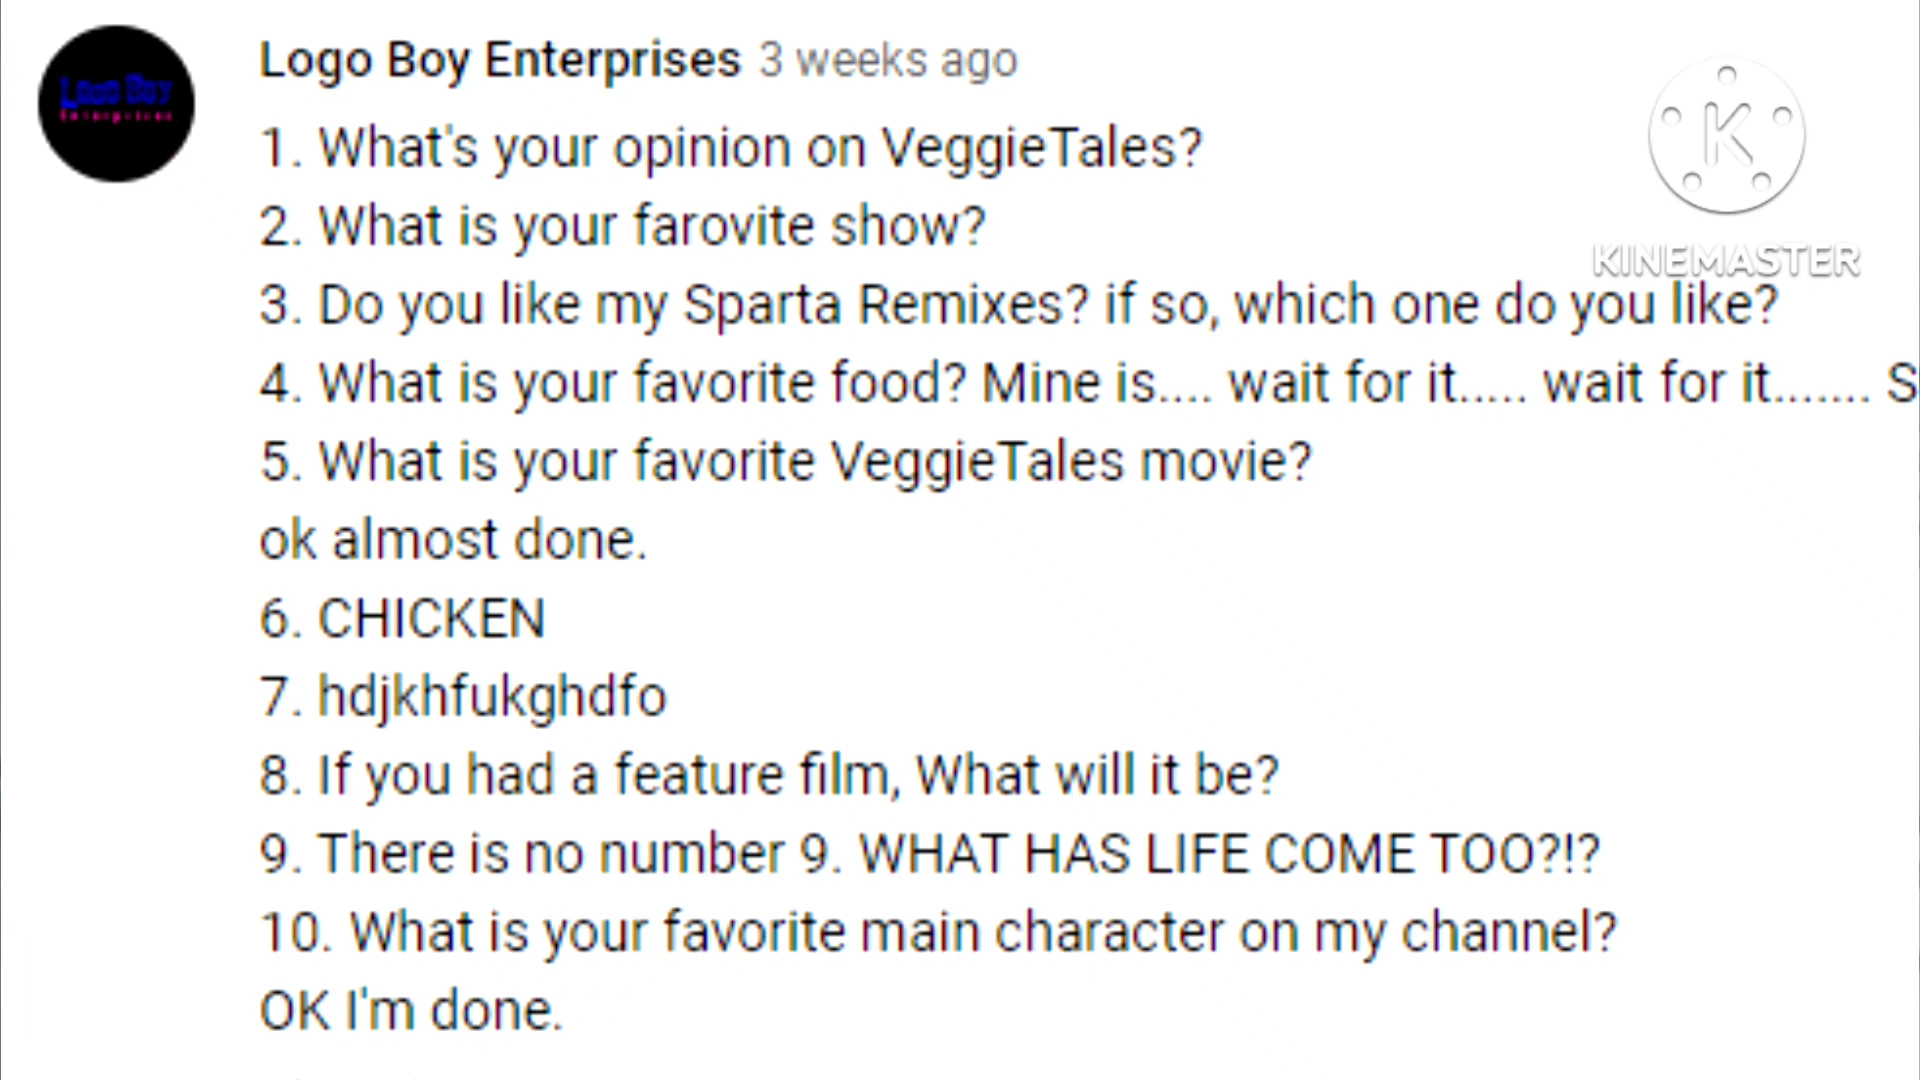 Logo Boy Enterprises 3 weeks ago
Logo Boy
Enterprises
1. What's your opinion on VeggieTales?
K
2. What is your farovite show?
KINEMASTER
3. Do you like my Sparta Remixes? if so, which one do you like?
4. What is your favorite food? Mine is.... wait for it..... wait for it....... S
5. What is your favorite VeggieTales movie?
ok almost done.
6. CHICKEN
7. hdjkhfukghdfo
8. If you had a feature film, What will it be?
9. There is no number 9. WHAT HAS LIFE COME TOO?!?
10. What is your favorite main character on my channel?
OK I'm done.